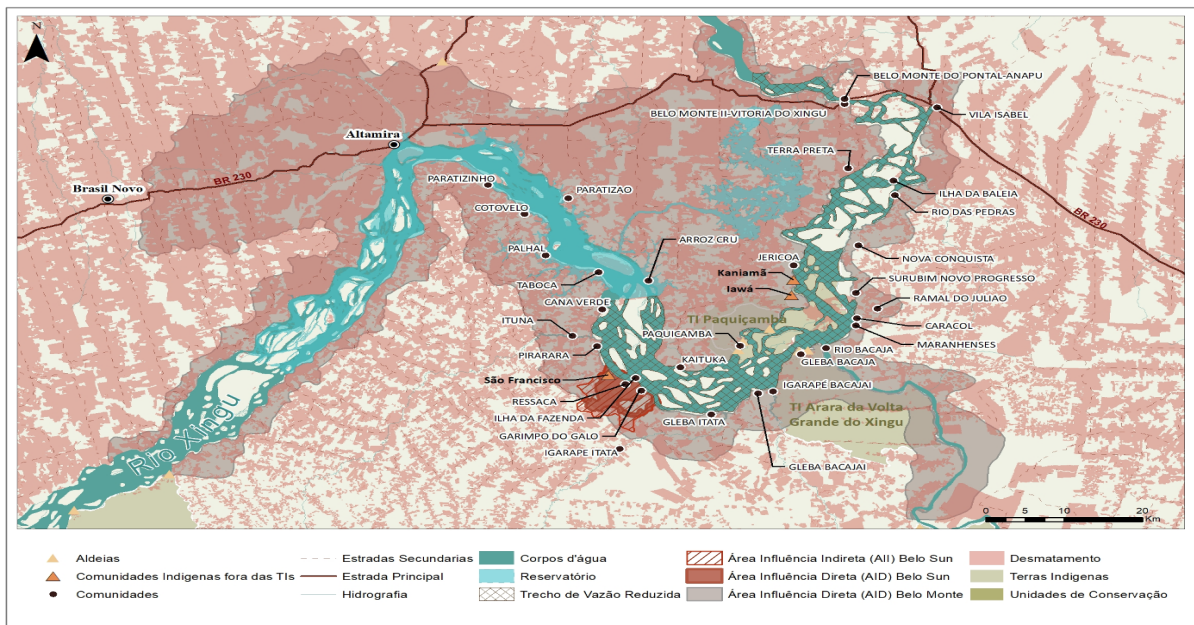 N
BELO MONTE DO PONTAL-ANAPU
BELO MONTE II-VITORIA DO XINGU
VILA ISABEL
Altamira
TERRA PRETA
BR 230
PARATIZINHO
PARATIZAO
ILHA DA BALEIA
Brasil Novo
RIO DAS PEDRAS
COTOVELO
BR 230
ARROZ CRU
NOVA CONQUISTA
PALHAL
JERICOA
Kaniamã
SURUBIM NOVO PROGRESSO
TABOCA
Iawá
RAMAL DO JULIAO
CANA VERDE
TI Paquiçamba
ITUNA
CARACOL
PAQUICAMBA
MARANHENSES
PIRARARA
RIO BACAJA
KAITUKA
GLEBA BACAJA
São Francisco
IGARAPÉ BACAJAI
RESSACA
TI Arara da Volta
Grande do Xingu
ILHA DA FAZENDA
GLEBA ITATA
GARIMPO DO GALO
Rio Xingu
IGARAPE ITATA
GLEBA BACAJAI
0 10 20
Km
Aldeias
Comunidades Indígenas fora das TIs
Comunidades
Estradas Secundarias
Estrada Principal
Hidrografia
Corpos d'água
Reservatório
Trecho de Vazão Reduzida
Área Influência Indireta (AII) Belo Sun
Área Influência Direta (AID) Belo Sun
Área Influência Direta (AID) Belo Monte
Desmatamento
Terras Indigenas
Unidades de Conservação